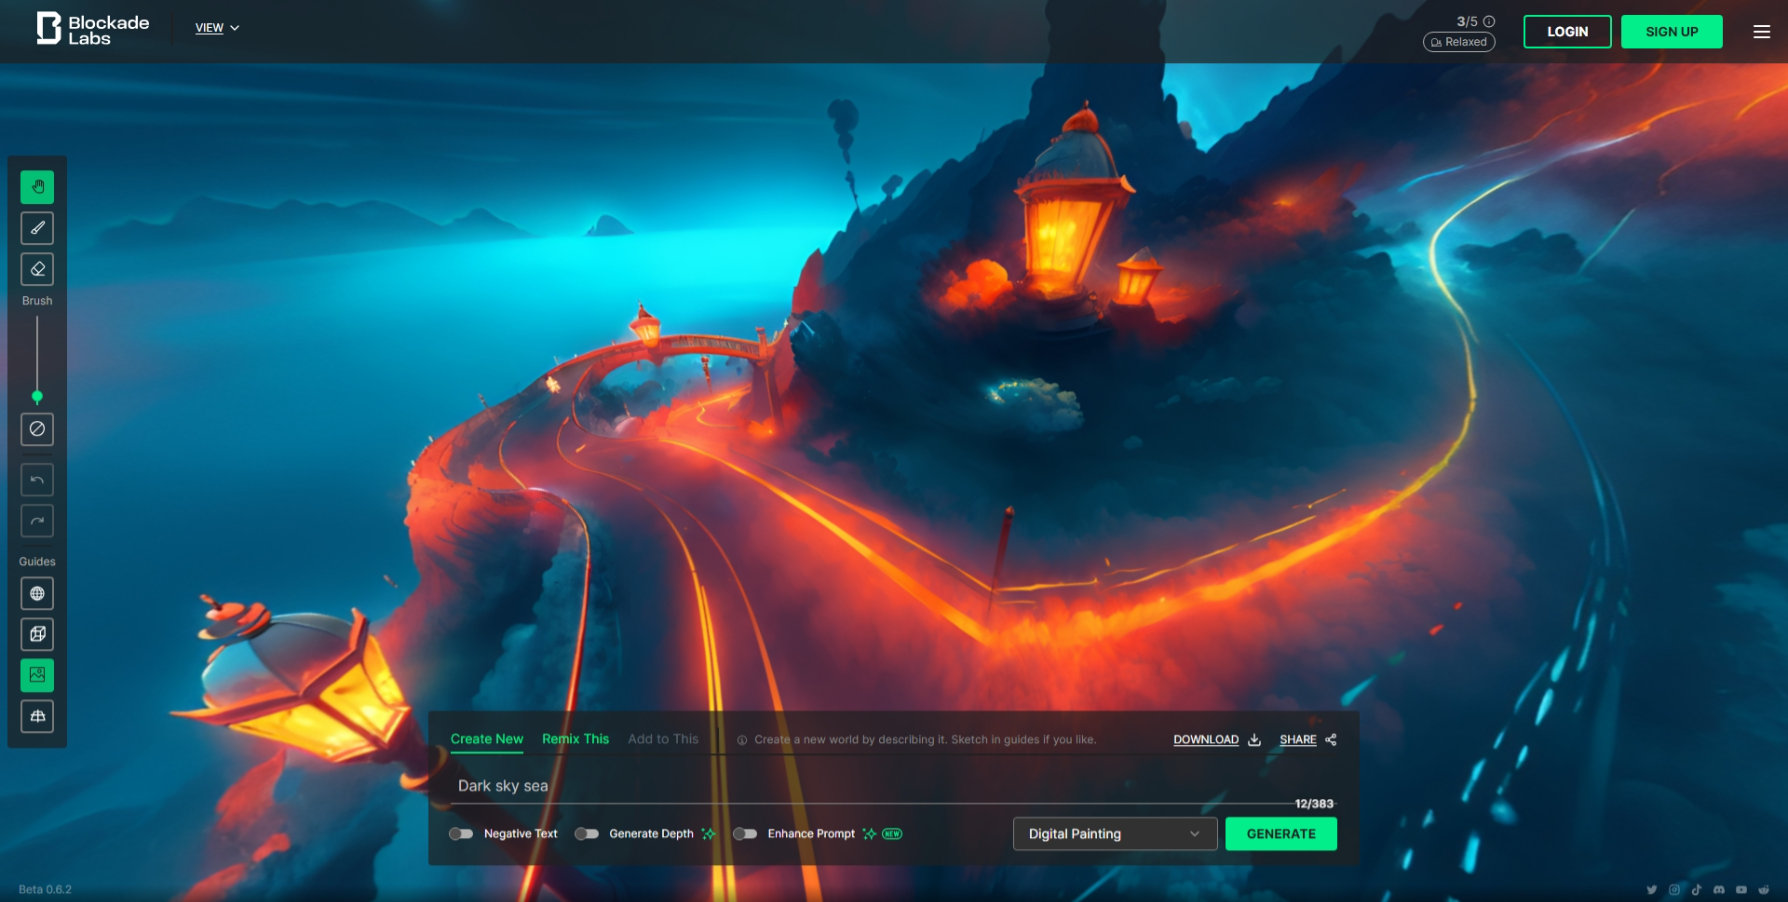 Blockade
Labs
VIEW
3/5
Relaxed
LOGIN
SIGN UP
Brush
Guides
Create New
Remix This
Add to This
Create a new world by describing it. Sketch in guides if you like.
DOWNLOAD
SHARE
Dark sky sea
12/383
Negative Text
Generate Depth
Enhance Prompt
NEW
Digital Painting
GENERATE
Beta 0.6.2